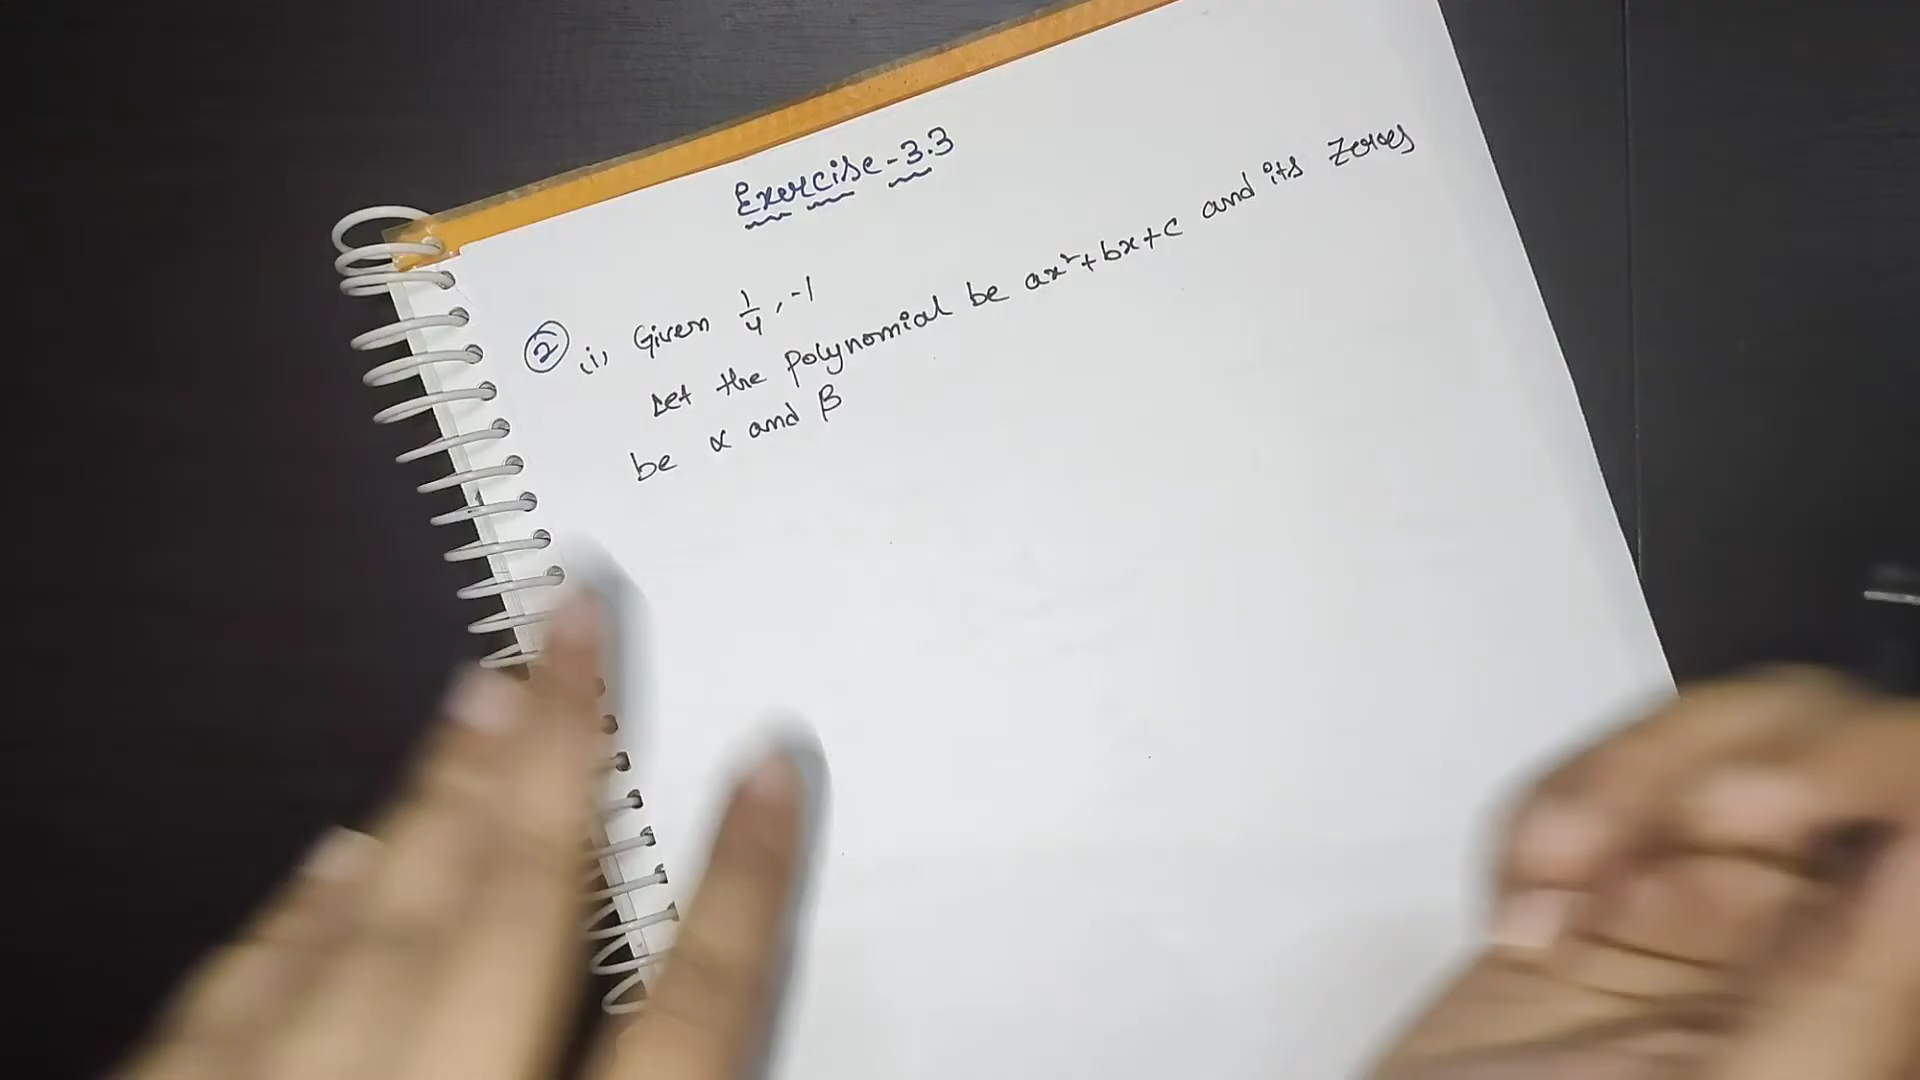 Exercise-3.3
② (i) Given 1/4, -1
Let the polynomial be ax²+bx+c and its zeroes
be α and β